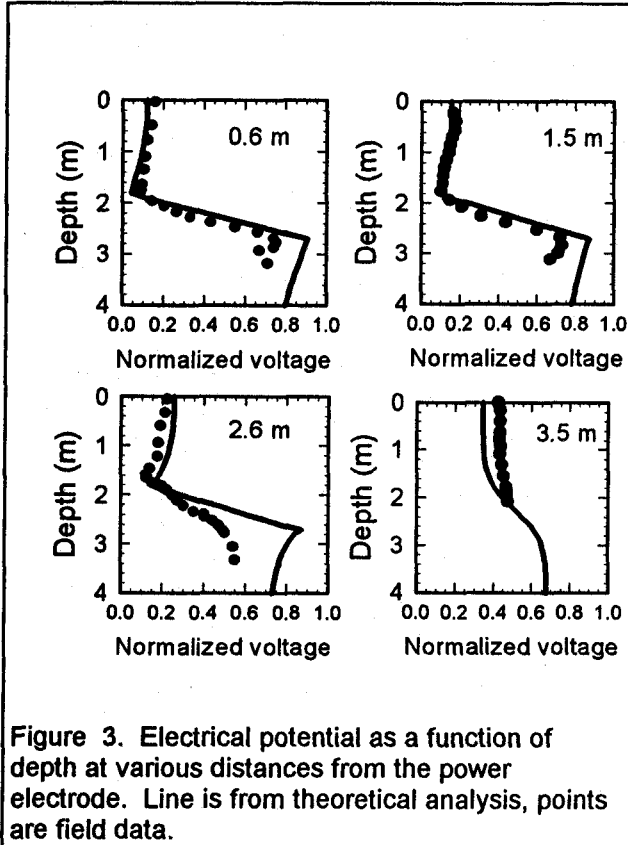 0
1
2
3
4
Depth (m)
0.6 m
0.0 0.2 0.4 0.6 0.8 1.0
Normalized voltage
0
1
2
3
4
Depth (m)
1.5 m
0.0 0.2 0.4 0.6 0.8 1.0
Normalized voltage
0
1
2
3
4
Depth (m)
2.6 m
0.0 0.2 0.4 0.6 0.8 1.0
Normalized voltage
0
1
2
3
4
Depth (m)
3.5 m
0.0 0.2 0.4 0.6 0.8 1.0
Normalized voltage
Figure 3. Electrical potential as a function of
depth at various distances from the power
electrode. Line is from theoretical analysis, points
are field data.